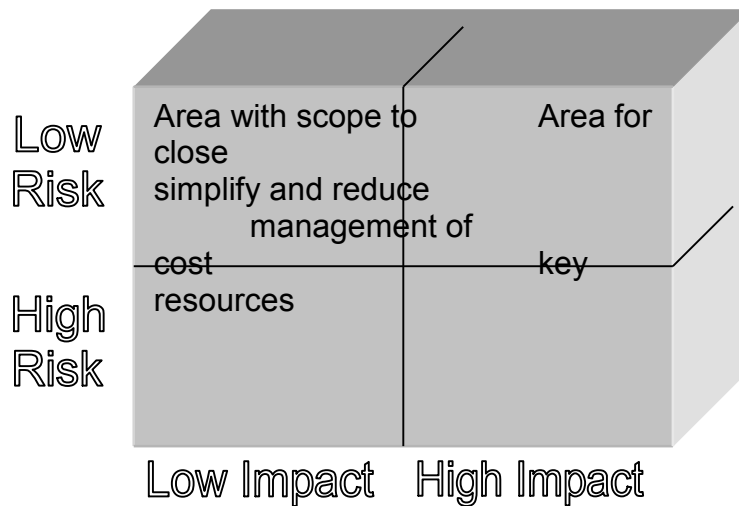 Low
Risk
Area with scope to Area for
close
simplify and reduce
management of
cost key
resources
High
Risk
Low Impact High Impact